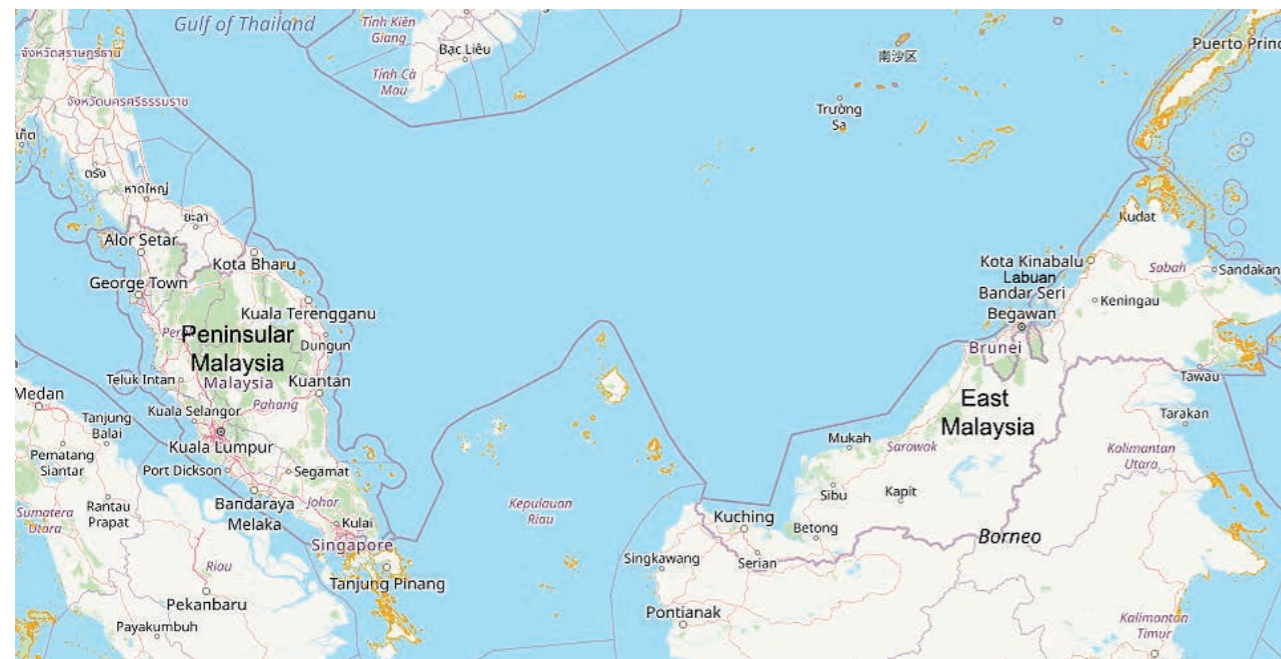 Gulf of Thailand
Tỉnh Kiên
Giang
Bạc Liêu
Tỉnh Cà
Mau
จังหวัดสุราษฎร์ธานี
จังหวัดนครศรีธรรมราช
ตรัง
หาดใหญ่
ยะลา
南沙区
Trường
Sa
Puerto Princ
Alor Setar
George Town
Kota Bharu
Kuala Terengganu
Dungun
Peninsular
Malaysia
Malaysia
Teluk Intan
Kuantan
Pahang
Kuala Selangor
Kuala Lumpur
Port Dickson
Segamat
Bandaraya
Melaka
Johor
Kulai
Singapore
Tanjung Pinang
Medan
Tanjung
Balai
Pematang
Siantar
Rantau
Prapat
Sumatera
Utara
Riau
Pekanbaru
Payakumbuh
Kepulauan
Riau
Kudat
Kota Kinabalu
Labuan
Bandar Seri
Begawan
Brunei
Sabah
Sandakan
Keningau
Tawau
Tarakan
East
Malaysia
Mukah
Sarawak
Sibu
Kapit
Kuching
Betong
Serian
Singkawang
Pontianak
Borneo
Kalimantan
Utara
Kalimantan
Timur